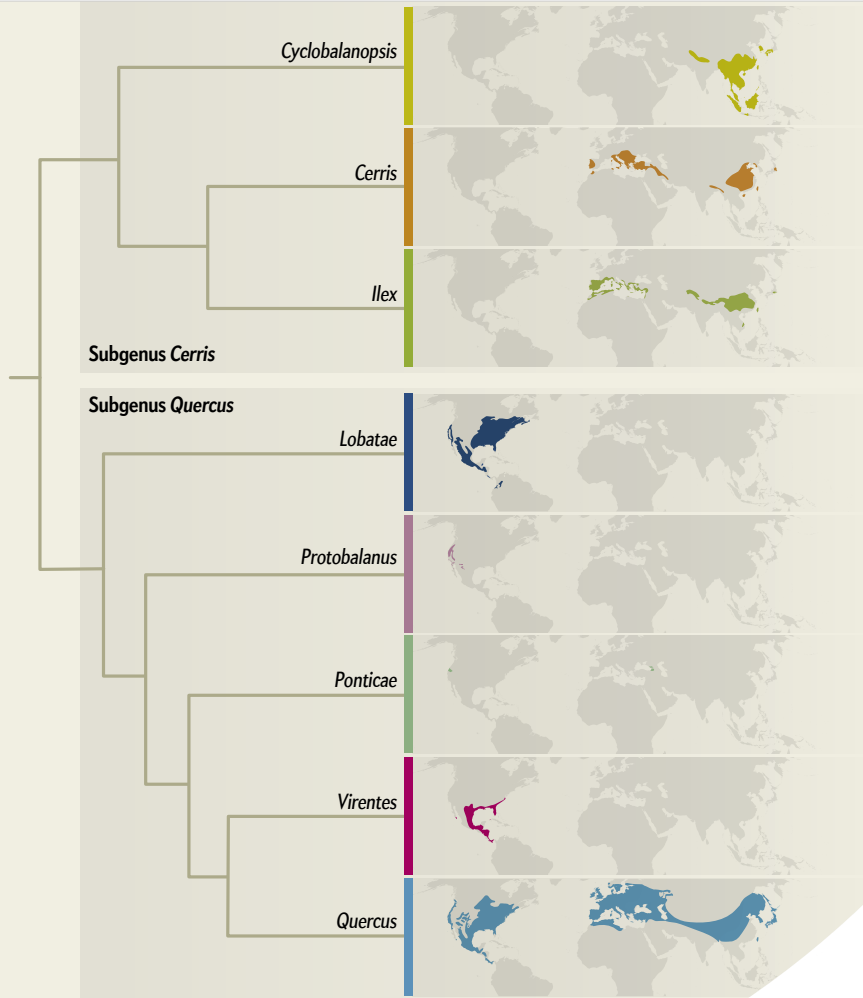 Cyclobalanopsis
Cerris
Ilex
Subgenus Cerris
Subgenus Quercus
Lobatae
Protobalanus
Ponticae
Virentes
Quercus